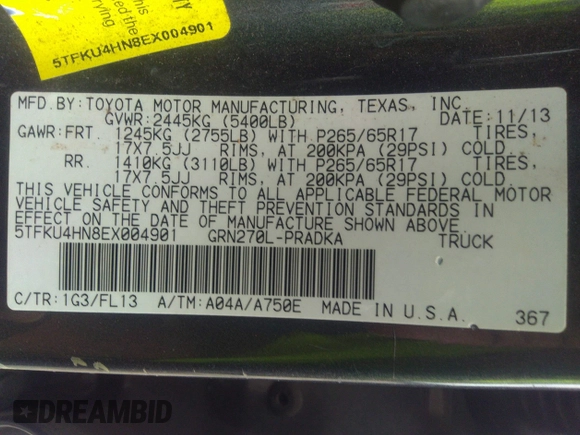 this
ed the
rying
5TFKU4HN8EX004901
MFD.BY:TOYOTA MOTOR MANUFACTURING, TEXAS, INC.
GVWR:2445KG (5400LB) DATE:11/13
GAWR:FRT. 1245KG (2755LB) WITH P265/65R17 TIRES,
17X7.5JJ RIMS, AT 200KPA (29PSI) COLD.
RR. 1410KG (3110LB) WITH P265/65R17 TIRES,
17X7.5JJ RIMS, AT 200KPA (29PSI) COLD.
THIS VEHICLE CONFORMS TO ALL APPLICABLE FEDERAL MOTOR
VEHICLE SAFETY AND THEFT PREVENTION STANDARDS IN
EFFECT ON THE DATE OF MANUFACTURE SHOWN ABOVE.
5TFKU4HN8EX004901 GRN270L-PRADKA TRUCK
C/TR:1G3/FL13 A/TM:A04A/A750E MADE IN U.S.A. 367
DREAMBID